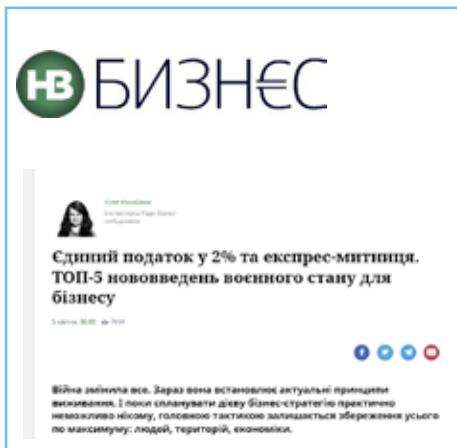 НВ БИЗНЄС
Єдиний податок у 2% та експрес-митниця.
ТОП-5 нововведень воєнного стану для
бізнесу
Війна змінила все. Зараз вона встановлює актуальні принципи
виживання. І поки спланувати дієву бізнес-стратегію практично
неможливо нікому, головною тактикою залишається збереження усього
по максимуму: людей, територій, економіки.